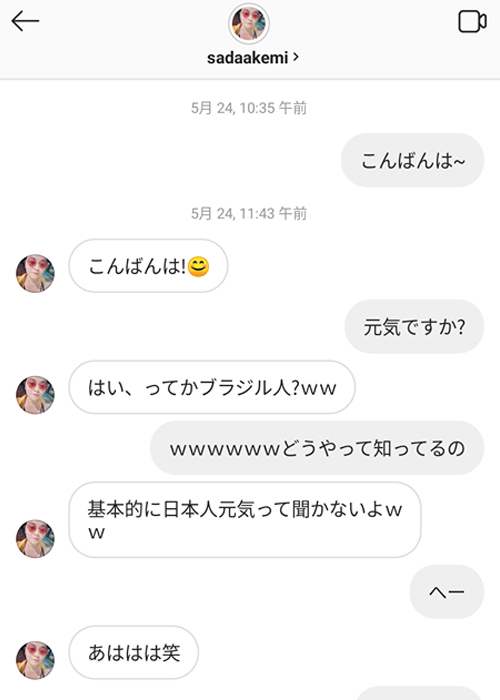 sadaakemi >
5月 24, 10:35 午前
こんばんは~
5月 24, 11:43 午前
こんばんは!😊
元気ですか?
はい、ってかブラジル人?ww
wwwwwwどうやって知ってるの
基本的に日本人元気って聞かないよw
w
へー
あははは笑